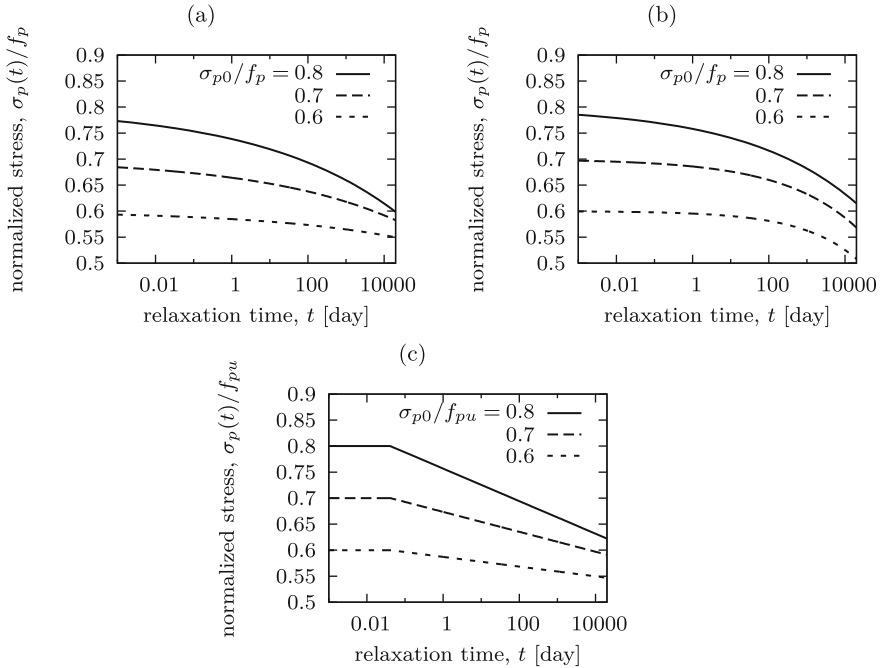 (a)
normalized stress, σp(t)/fp
0.9
0.85
0.8
0.75
0.7
0.65
0.6
0.55
0.5
σp0/fp = 0.8
0.7
0.6
0.01 1 100 10000
relaxation time, t [day]
(b)
normalized stress, σp(t)/fp
0.9
0.85
0.8
0.75
0.7
0.65
0.6
0.55
0.5
σp0/fp = 0.8
0.7
0.6
0.01 1 100 10000
relaxation time, t [day]
(c)
normalized stress, σp(t)/fpu
0.9
0.85
0.8
0.75
0.7
0.65
0.6
0.55
0.5
σp0/fpu = 0.8
0.7
0.6
0.01 1 100 10000
relaxation time, t [day]